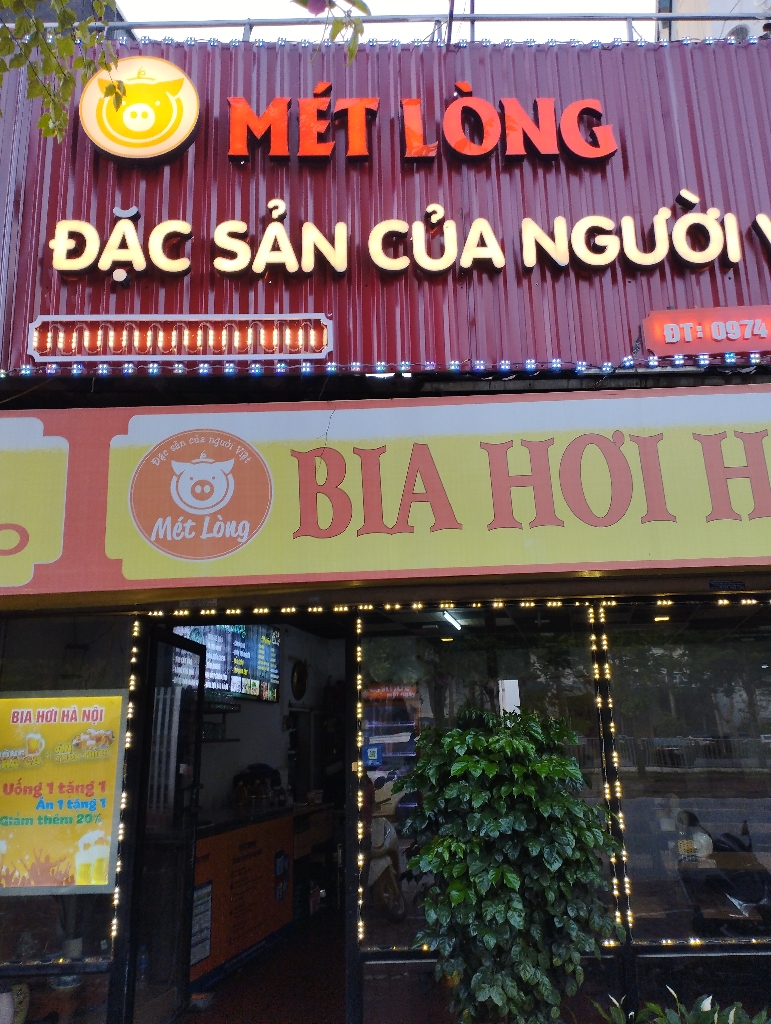 MÉT LÒNG
ĐẶC SẢN CỦA NGƯỜI
ĐT: 0974
Đặc sản của người Việt
Mét Lòng
BIA HƠI H
BIA HƠI HÀ NỘI
Uống 1 tặng 1
Ăn 1 tặng 1
Giảm thêm 20%